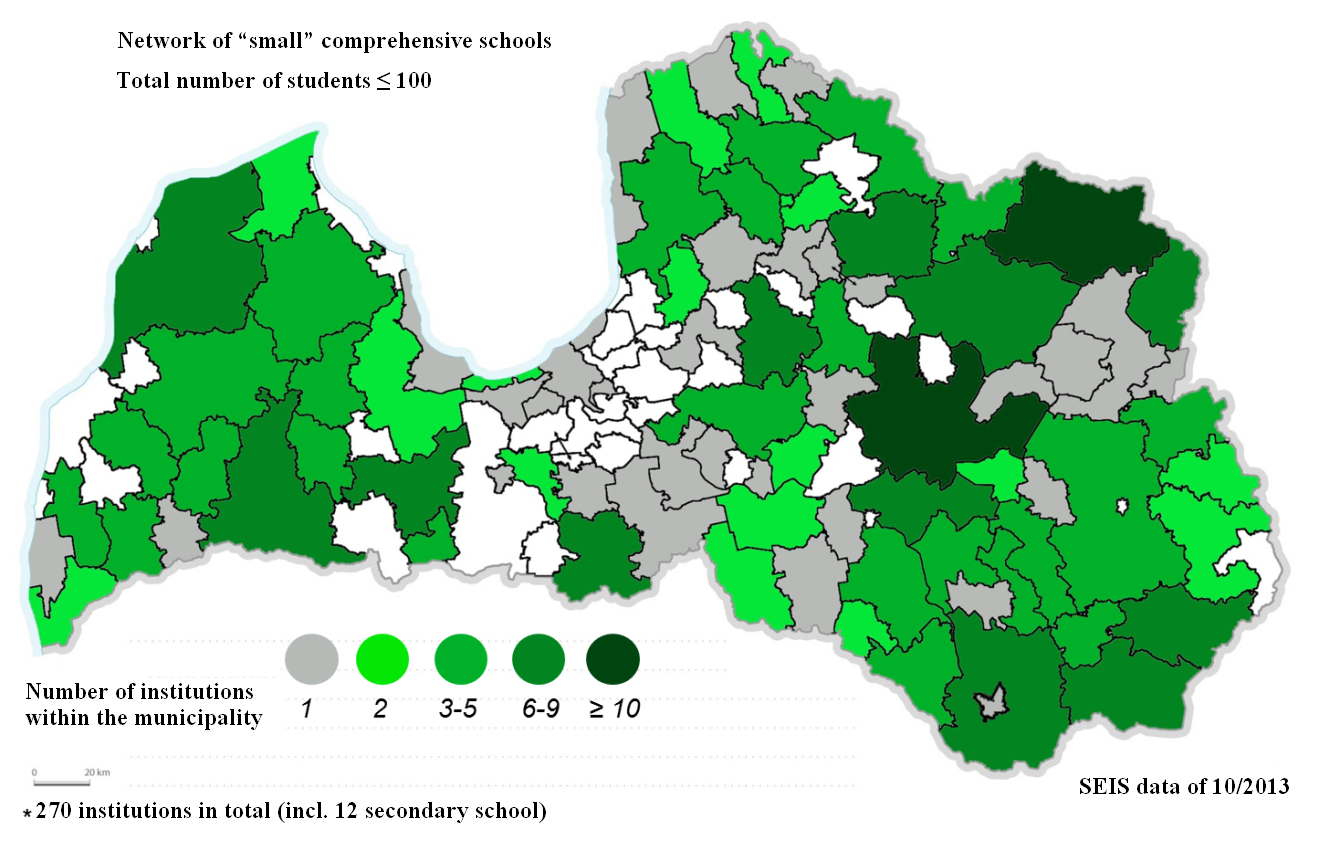 Network of “small” comprehensive schools
Total number of students ≤ 100
Number of institutions
within the municipality
1 2 3-5 6-9 ≥ 10
0 20 km
SEIS data of 10/2013
*270 institutions in total (incl. 12 secondary school)